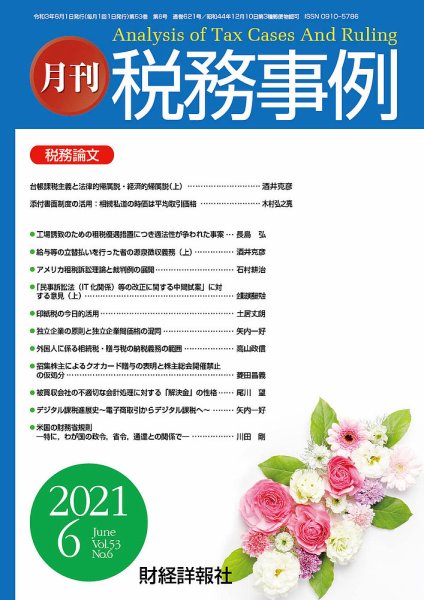 令和3年6月1日発行(毎月1回1日発行)第53巻 第6号 通巻621号／昭和44年12月10日第3種郵便物認可 ISSN 0910-5786
Analysis of Tax Cases And Ruling
月刊 税務事例
税務論文
台帳課税主義と法律的帰属説・経済的帰属説(上) 酒井克彦
添付書面制度の活用：相続私道の時価は平均取引価格 木村弘之亮
●工場誘致のための租税優遇措置につき適法性が争われた事案 長島 弘
●給与等の立替払いを行った者の源泉徴収義務(上) 酒井克彦
●アメリカ租税訴訟理論と裁判例の展開 石村耕治
●「民事訴訟法(IT化関係)等の改正に関する中間試案」に対
する意見(上)
●印紙税の今日的活用 土居丈朗
●独立企業の原則と独立企業間価格の混同 矢内一好
●外国人に係る相続税・贈与税の納税義務の範囲 高山政信
●招集株主によるクオカード贈与の表明と株主総会開催禁止
の仮処分 菱田昌義
●被買収会社の不適切な会計処理に対する「解決金」の性格 尾川 望
●デジタル課税進展史〜電子商取引からデジタル課税へ〜 矢内一好
●米国の財務省規則
―特に，わが国の政令，省令，通達との関係で― 川田 剛
2021
6
June
Vol.53
No.6
財経詳報社